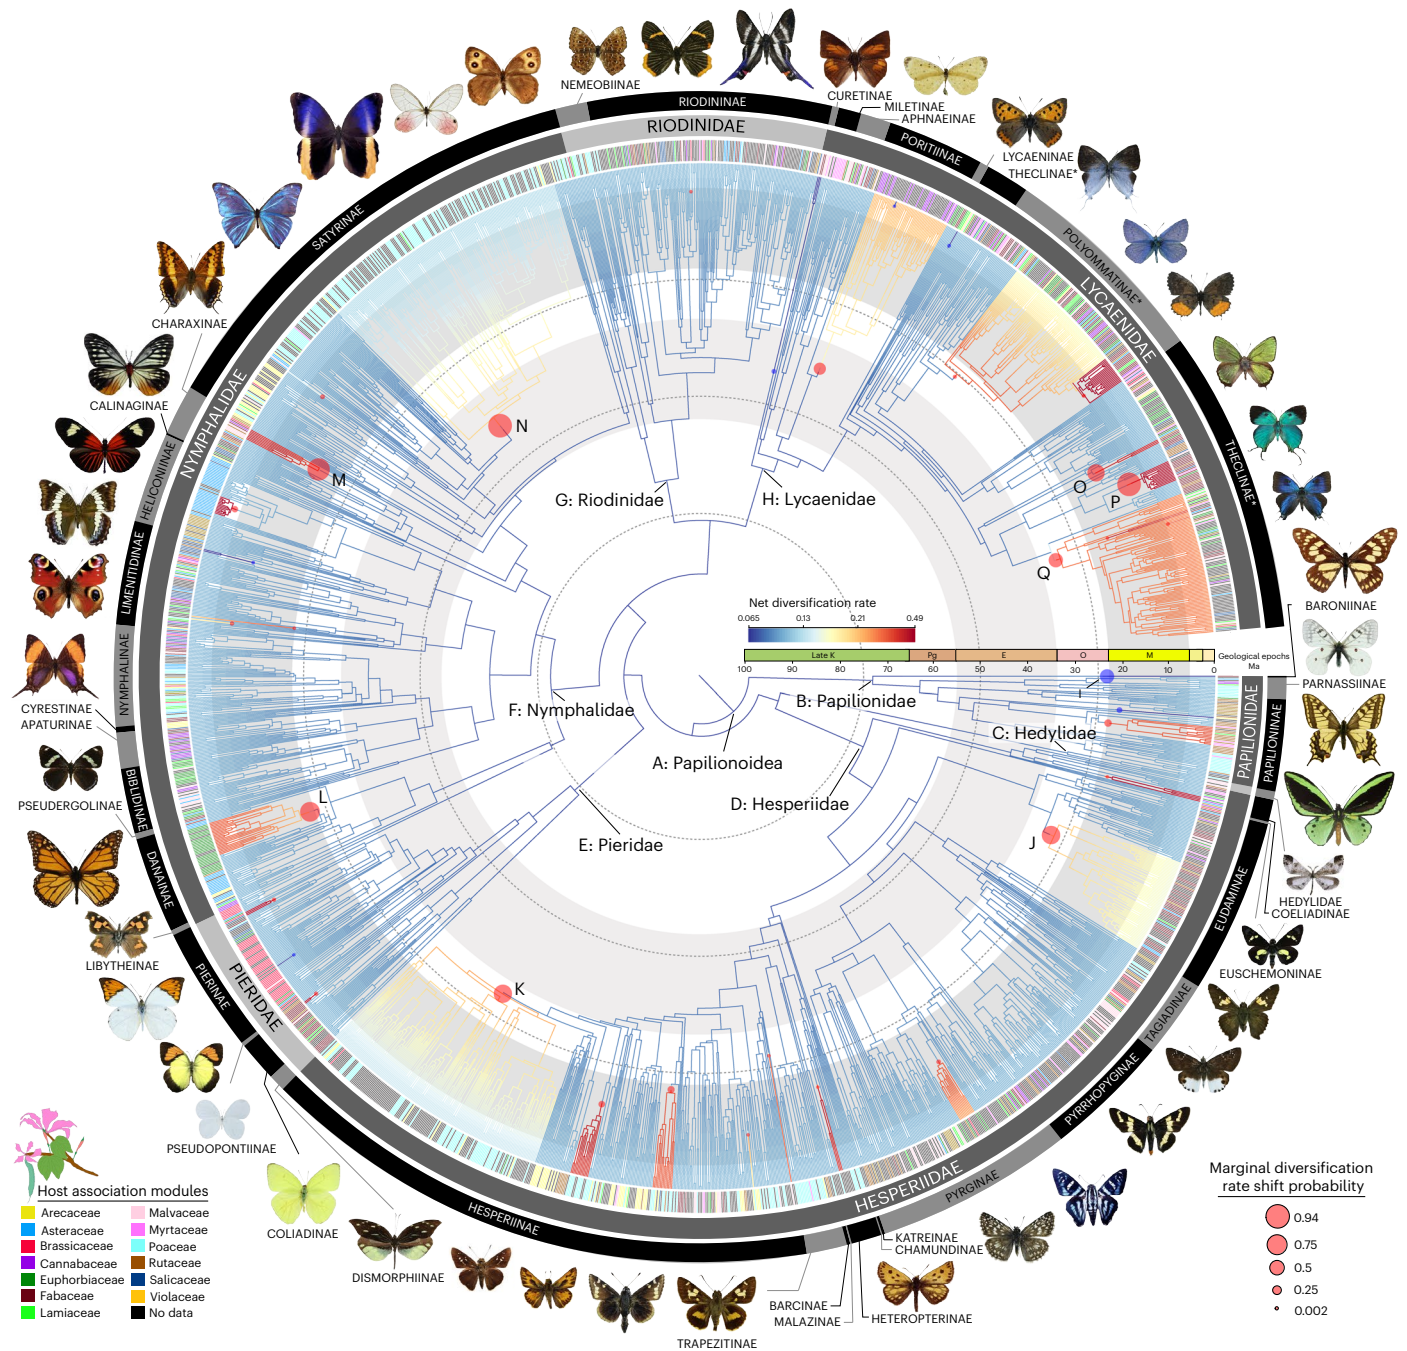 NEMEOBIINAE
RIODININAE
CURETINAE
MILETINAE
APHNAEINAE
RIODINIDAE
PORITIINAE
LYCAENINAE
THECLINAE*
SATYRINAE
POLYOMMATINAE*
LYCAENIDAE
CHARAXINAE
CALINAGINAE
NYMPHALIDAE
HELICONIINAE
THECLINAE*
N
M
O
P
G: Riodinidae
H: Lycaenidae
LIMENITIDINAE
Q
Net diversification rate
0.065
0.13
0.21
0.49
BARONIINAE
Late K
Pg
E
O
M
Geological epochs
100
90
80
70
60
50
40
30
20
10
0
Ma
NYMPHALINAE
PARNASSIINAE
I
B: Papilionidae
F: Nymphalidae
PAPILIONIDAE
PAPILIONINAE
CYRESTINAE
APATURINAE
C: Hedylidae
A: Papilionoidea
PSEUDERGOLINAE
BIBLIDINAE
L
D: Hesperiidae
J
E: Pieridae
DANAINAE
EUDAMINAE
HEDYLIDAE
COELIADINAE
LIBYTHEINAE
EUSCHEMONINAE
PIERINAE
PIERIDAE
K
TAGIADINAE
PYRRHOPYGINAE
PSEUDOPONTIINAE
COLIADINAE
HESPERIIDAE
PYRGINAE
HESPERIINAE
DISMORPHIINAE
KATREINAE
CHAMUNDINAE
BARCINAE
MALAZINAE
HETEROPTERINAE
TRAPEZITINAE
Host association modules
Arecaceae
Malvaceae
Asteraceae
Myrtaceae
Brassicaceae
Poaceae
Cannabaceae
Rutaceae
Euphorbiaceae
Salicaceae
Fabaceae
Violaceae
Lamiaceae
No data
Marginal diversification
rate shift probability
0.94
0.75
0.5
0.25
0.002